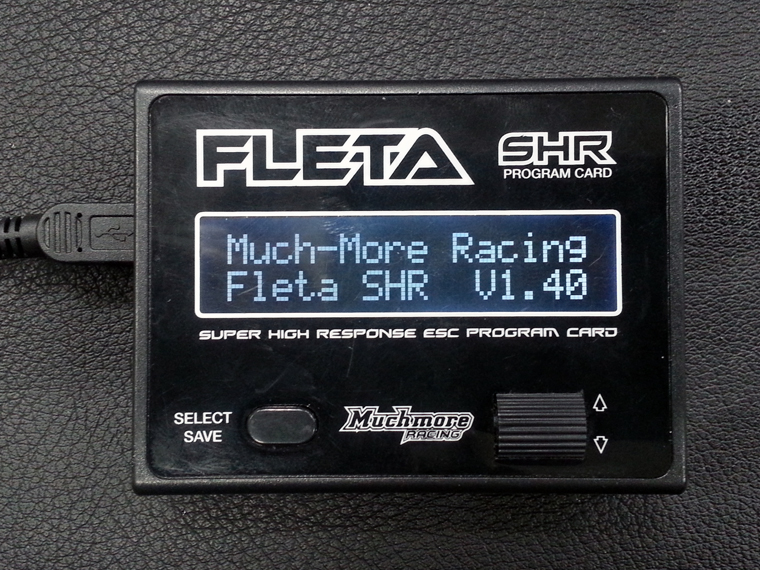 FLETA
SHR
PROGRAM CARD
Much-More Racing
Fleta SHR V1.40
SUPER HIGH RESPONSE ESC PROGRAM CARD
SELECT
SAVE
Muchmore
RACING